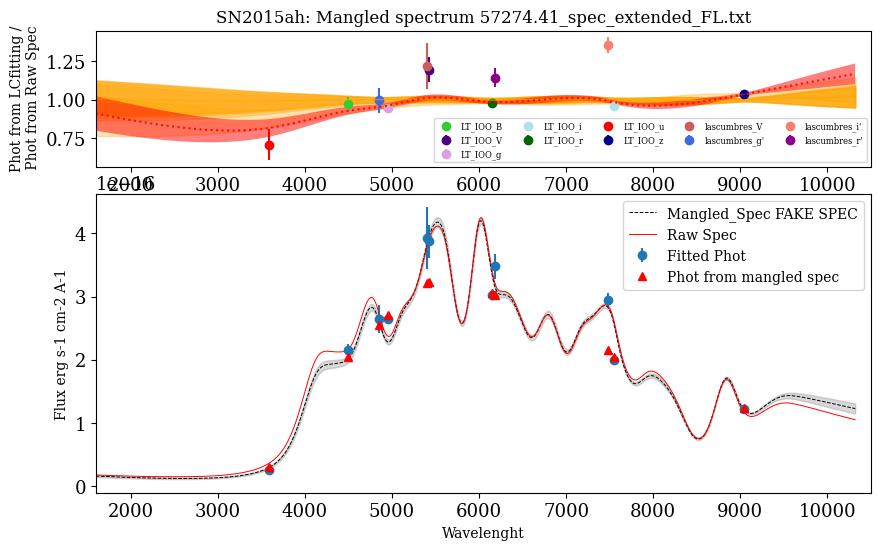 SN2015ah: Mangled spectrum 57274.41_spec_extended_FL.txt
Phot from LCfitting /
Phot from Raw Spec
1.25
1.00
0.75
LT_IOO_B
LT_IOO_V
LT_IOO_g
LT_IOO_i
LT_IOO_r
LT_IOO_u
LT_IOO_z
lascumbres_V
lascumbres_g'
lascumbres_i'
lascumbres_r'
2000 3000 4000 5000 6000 7000 8000 9000 10000
1e−16
Mangled_Spec FAKE SPEC
Raw Spec
Fitted Phot
Phot from mangled spec
Flux erg s-1 cm-2 A-1
4
3
2
1
0
2000 3000 4000 5000 6000 7000 8000 9000 10000
Wavelenght